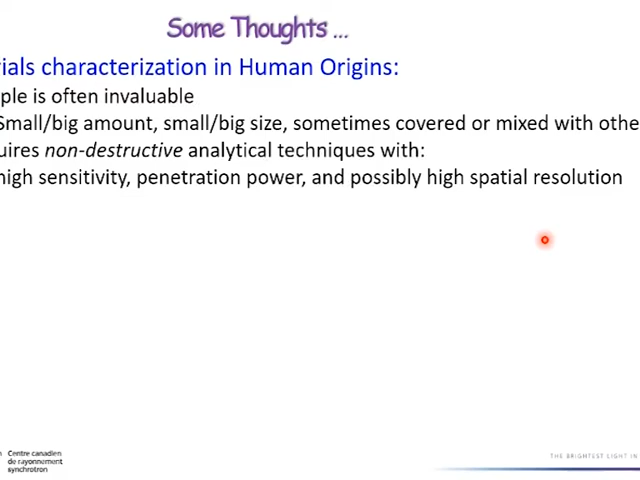 Some Thoughts ...
ials characterization in Human Origins:
ple is often invaluable
Small/big amount, small/big size, sometimes covered or mixed with othe
uires non-destructive analytical techniques with:
high sensitivity, penetration power, and possibly high spatial resolution
Centre canadien
de rayonnement
synchrotron
THE BRIGHTEST LIGHT IN